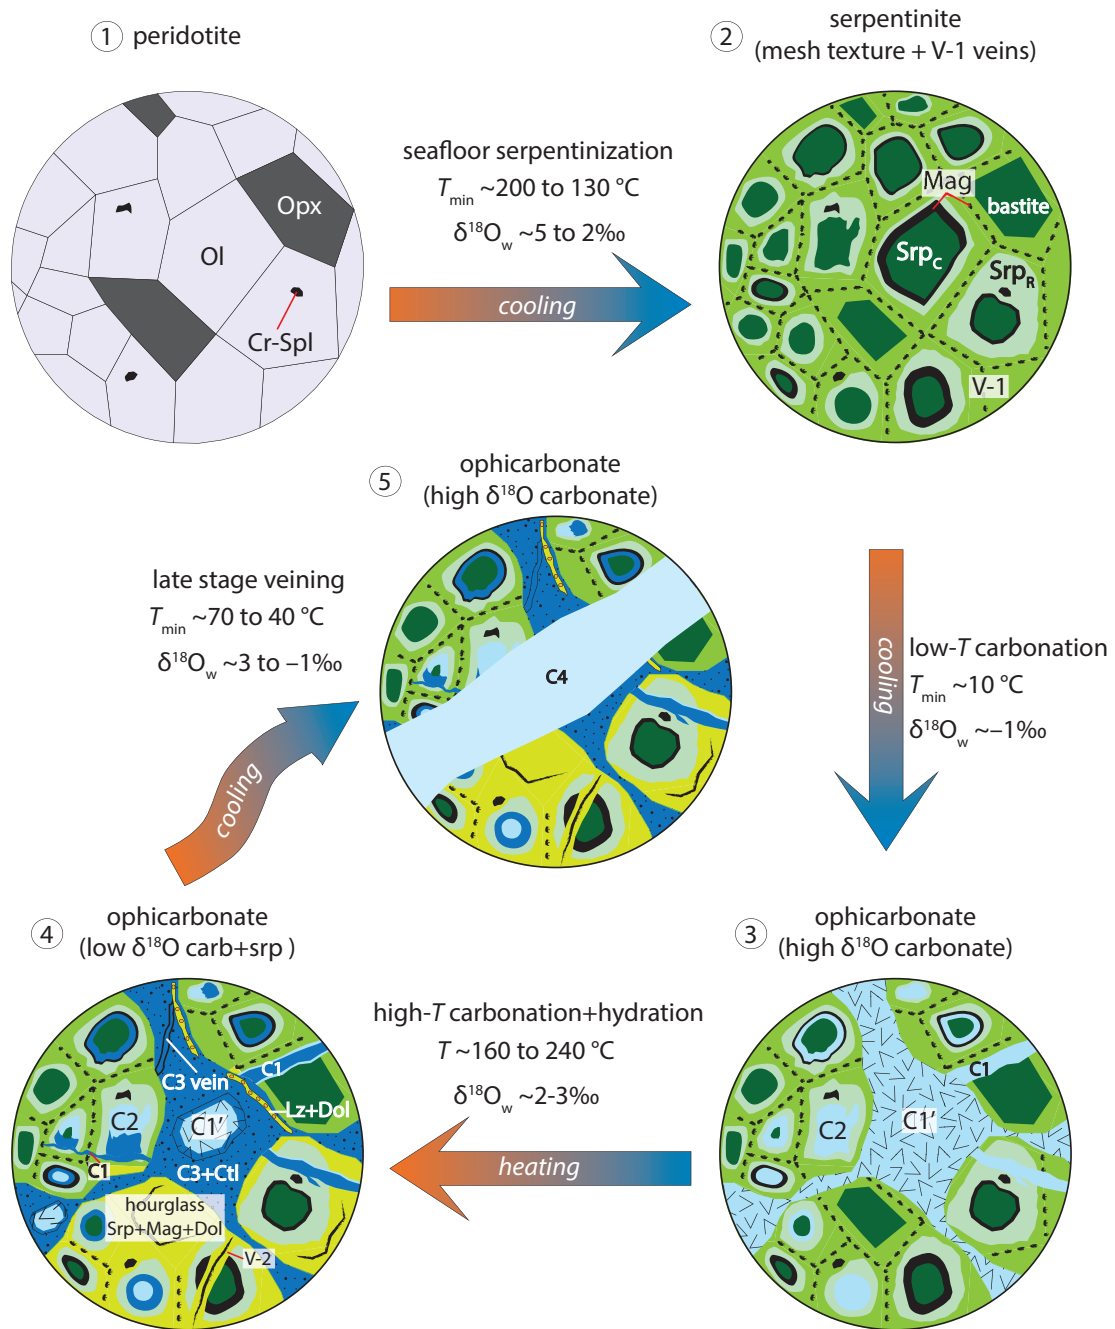 ① peridotite
Opx
Ol
Cr-Spl
seafloor serpentinization
Tmin ~200 to 130 °C
δ¹⁸Ow ~5 to 2‰
cooling
② serpentinite
(mesh texture + V-1 veins)
Mag
bastite
SrpC
SrpR
V-1
low-T carbonation
Tmin ~10 °C
δ¹⁸Ow ~–1‰
cooling
③ ophicarbonate
(high δ¹⁸O carbonate)
C1
C1′
C2
high-T carbonation+hydration
T ~160 to 240 °C
δ¹⁸Ow ~2-3‰
heating
④ ophicarbonate
(low δ¹⁸O carb+srp )
C3 vein
C1
Lz+Dol
C2
C1′
C1
C3+Ctl
hourglass
Srp+Mag+Dol
V-2
late stage veining
Tmin ~70 to 40 °C
δ¹⁸Ow ~3 to –1‰
cooling
⑤ ophicarbonate
(high δ¹⁸O carbonate)
C4